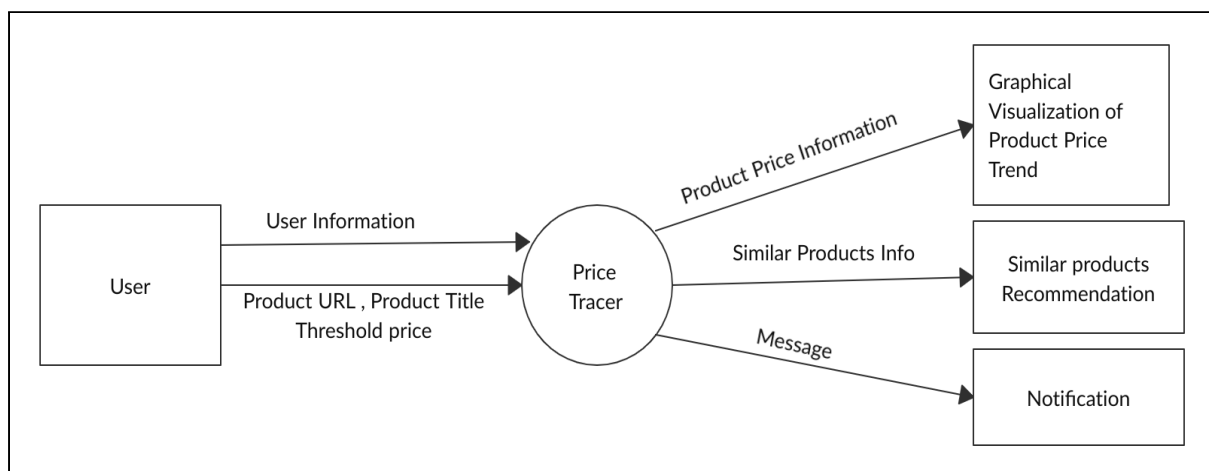 User
User Information
Product URL , Product Title
Threshold price
Price
Tracer
Product Price Information
Similar Products Info
Message
Graphical
Visualization of
Product Price
Trend
Similar products
Recommendation
Notification